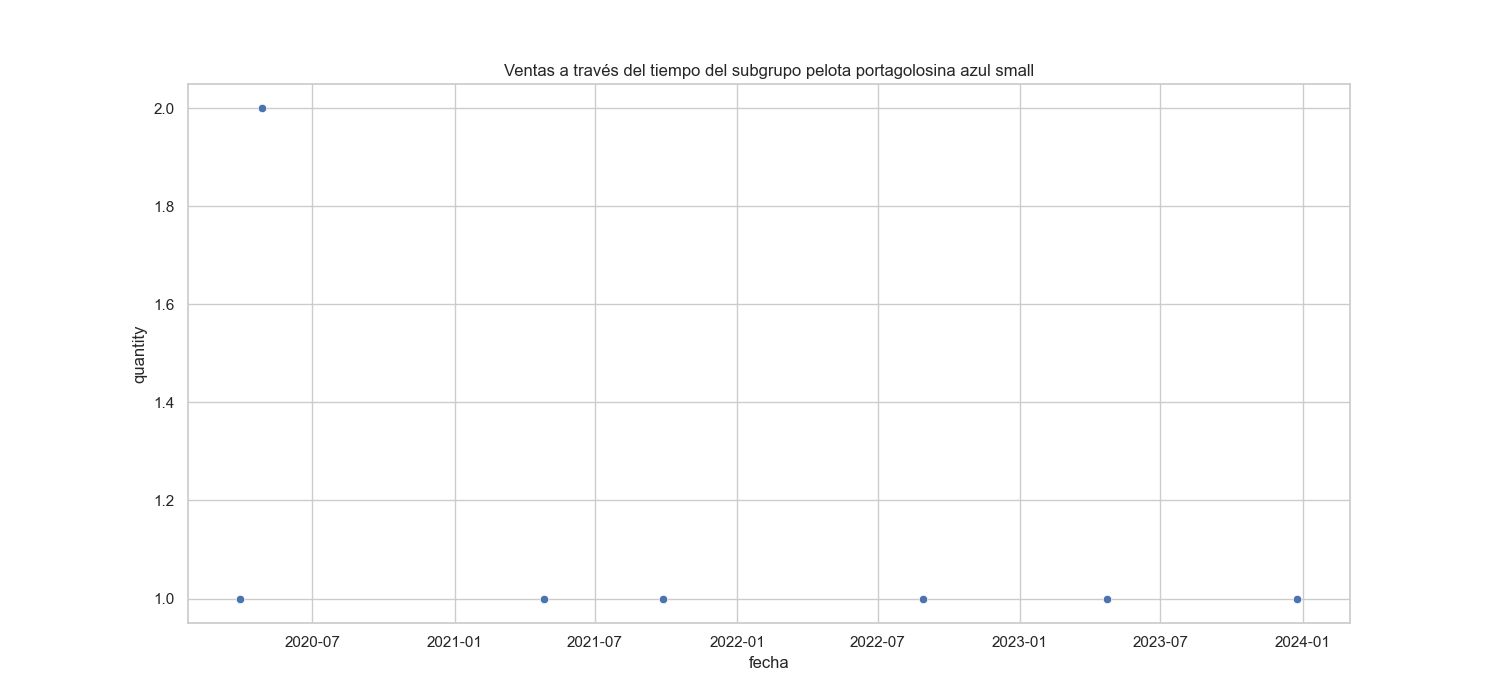 Ventas a través del tiempo del subgrupo pelota portagolosina azul small
2.0
1.8
1.6
1.4
1.2
1.0
quantity
2020-07 2021-01 2021-07 2022-01 2022-07 2023-01 2023-07 2024-01
fecha